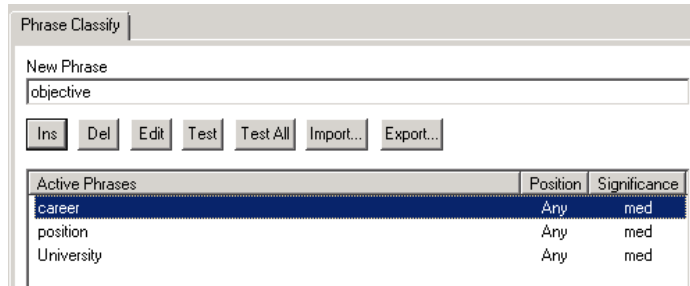 Phrase Classify
New Phrase
objective
Ins Del Edit Test Test All Import... Export...
Active Phrases Position Significance
career Any med
position Any med
University Any med